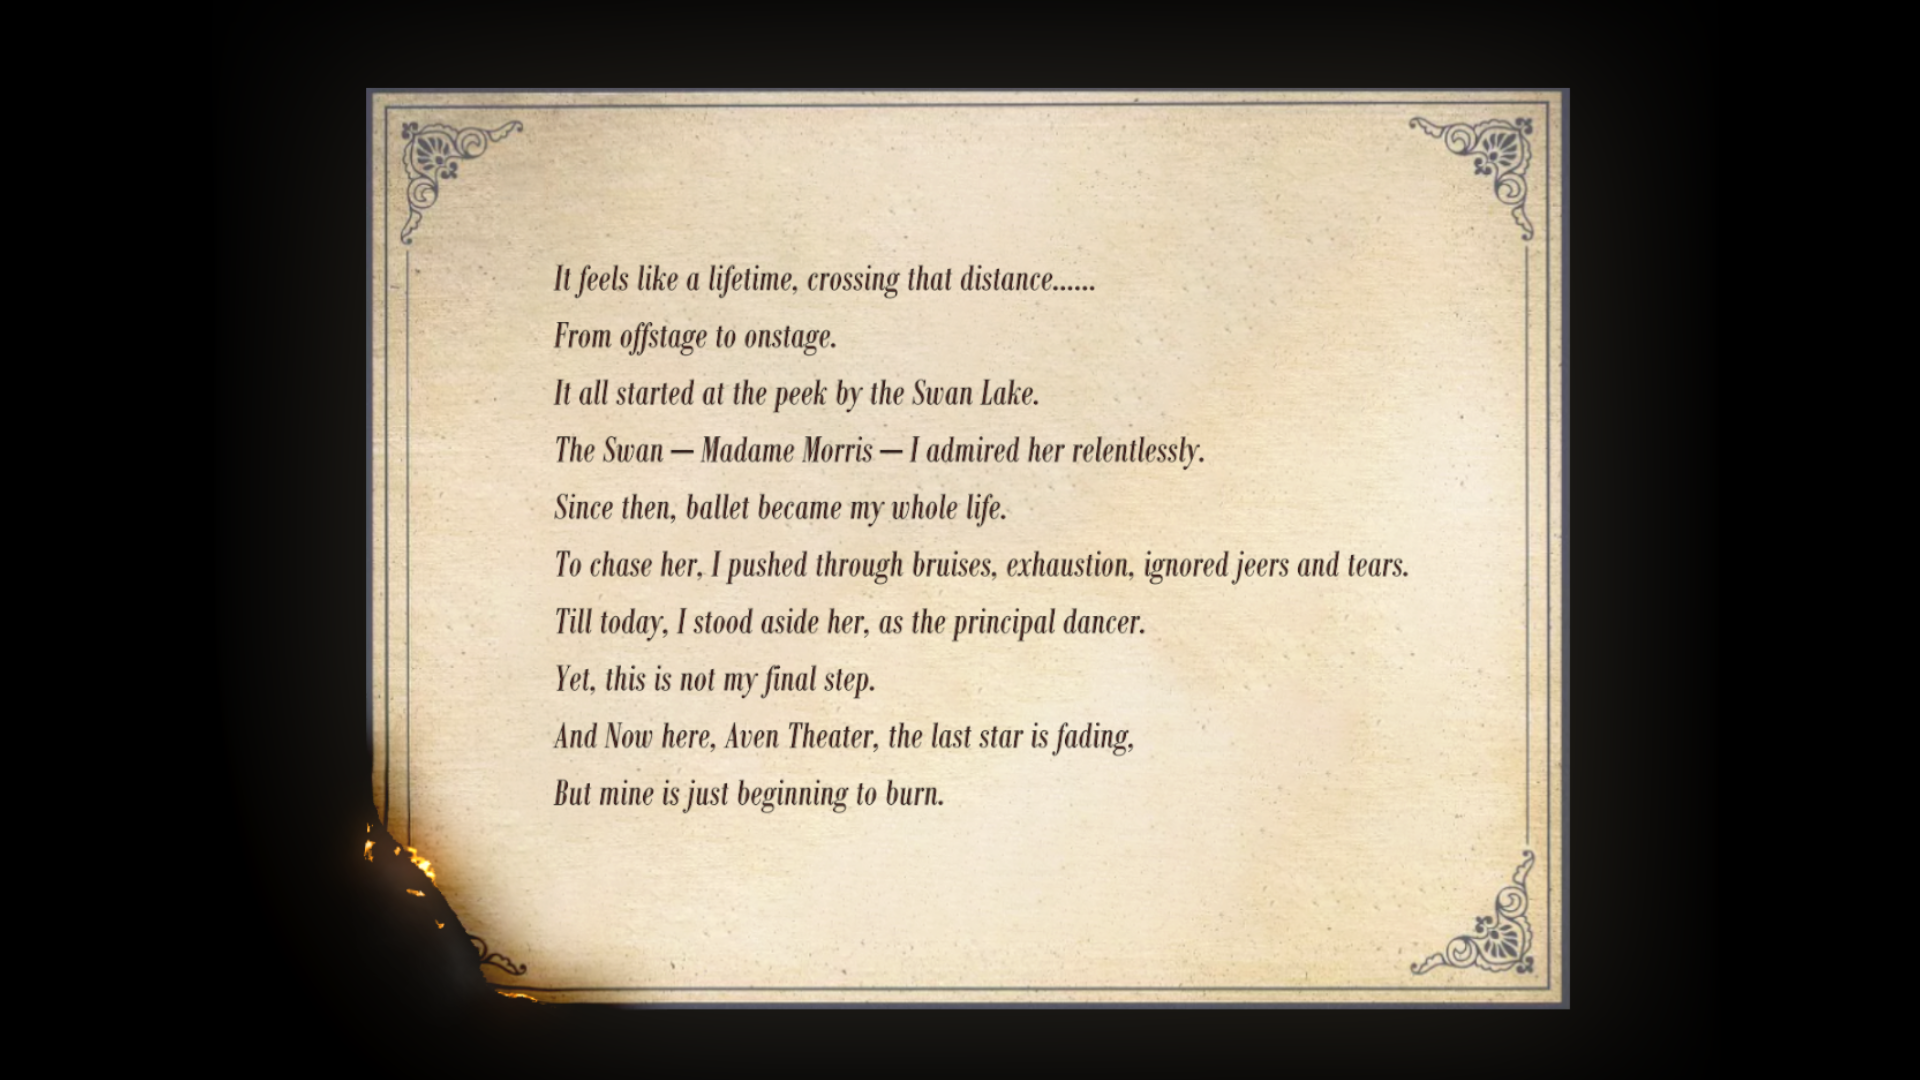 It feels like a lifetime, crossing that distance......
From offstage to onstage.
It all started at the peek by the Swan Lake.
The Swan — Madame Morris — I admired her relentlessly.
Since then, ballet became my whole life.
To chase her, I pushed through bruises, exhaustion, ignored jeers and tears.
Till today, I stood aside her, as the principal dancer.
Yet, this is not my final step.
And Now here, Aven Theater, the last star is fading,
But mine is just beginning to burn.